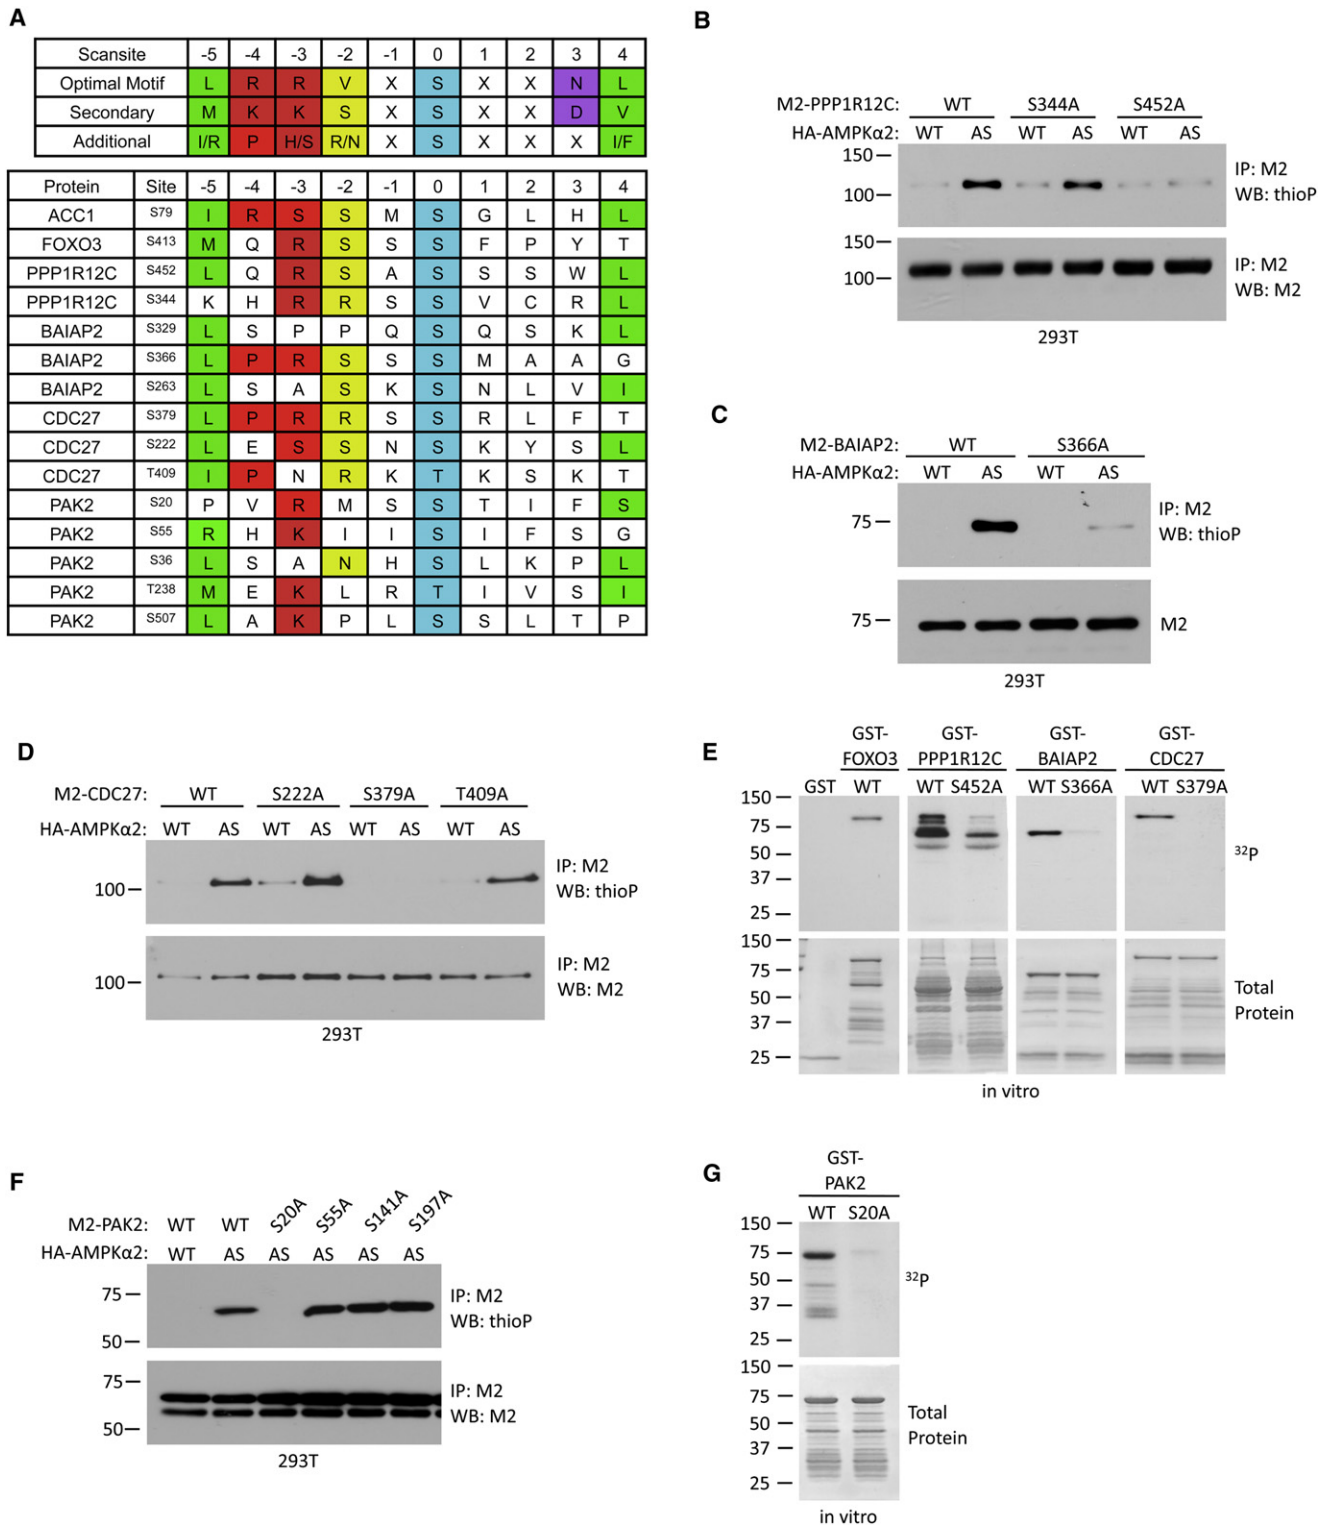 A
Scansite -5 -4 -3 -2 -1 0 1 2 3 4
Optimal Motif L R R V X S X X N L
Secondary M K K S X S X X D V
Additional I/R P H/S R/N X S X X X I/F
Protein Site -5 -4 -3 -2 -1 0 1 2 3 4
ACC1 S79 I R S S M S G L H L
FOXO3 S413 M Q R S S S F P Y T
PPP1R12C S452 L Q R S A S S S W L
PPP1R12C S344 K H R R S S V C R L
BAIAP2 S329 L S P P Q S Q S K L
BAIAP2 S366 L P R S S S M A A G
BAIAP2 S263 L S A S K S N L V I
CDC27 S379 L P R R S S R L F T
CDC27 S222 L E S S N S K Y S L
CDC27 T409 I P N R K T K S K T
PAK2 S20 P V R M S S T I F S
PAK2 S55 R H K I I S I F S G
PAK2 S36 L S A N H S L K P L
PAK2 T238 M E K L R T I V S I
PAK2 S507 L A K P L S S L T P
B
M2-PPP1R12C: WT S344A S452A
HA-AMPKα2: WT AS WT AS WT AS
150
100
IP: M2
WB: thioP
150
100
IP: M2
WB: M2
293T
C
M2-BAIAP2: WT S366A
HA-AMPKα2: WT AS WT AS
75
IP: M2
WB: thioP
75
M2
293T
D
M2-CDC27: WT S222A S379A T409A
HA-AMPKα2: WT AS WT AS WT AS WT AS
100
IP: M2
WB: thioP
100
IP: M2
WB: M2
293T
E
GST-
FOXO3
GST-
PPP1R12C
GST-
BAIAP2
GST-
CDC27
GST WT WT S452A WT S366A WT S379A
150
75
50
37
25
32P
150
75
50
37
25
Total
Protein
in vitro
F
M2-PAK2: WT WT S20A S55A S141A S197A
HA-AMPKα2: WT AS AS AS AS AS
75
50
IP: M2
WB: thioP
75
50
IP: M2
WB: M2
293T
G
GST-
PAK2
WT S20A
150
75
50
37
25
32P
150
75
50
37
25
Total
Protein
in vitro